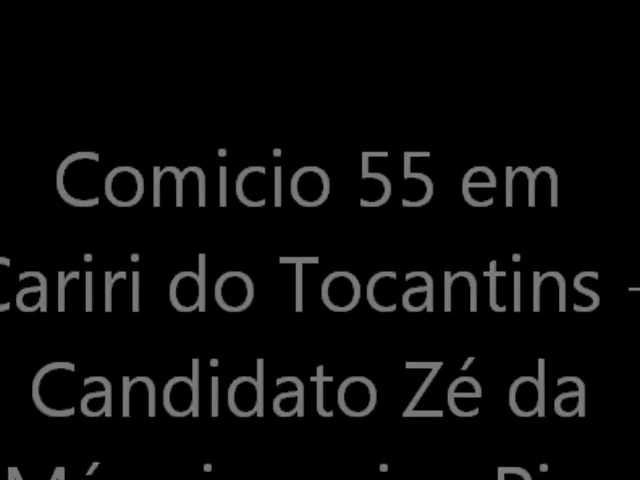 Comicio 55 em
Cariri do Tocantins -
Candidato Zé da